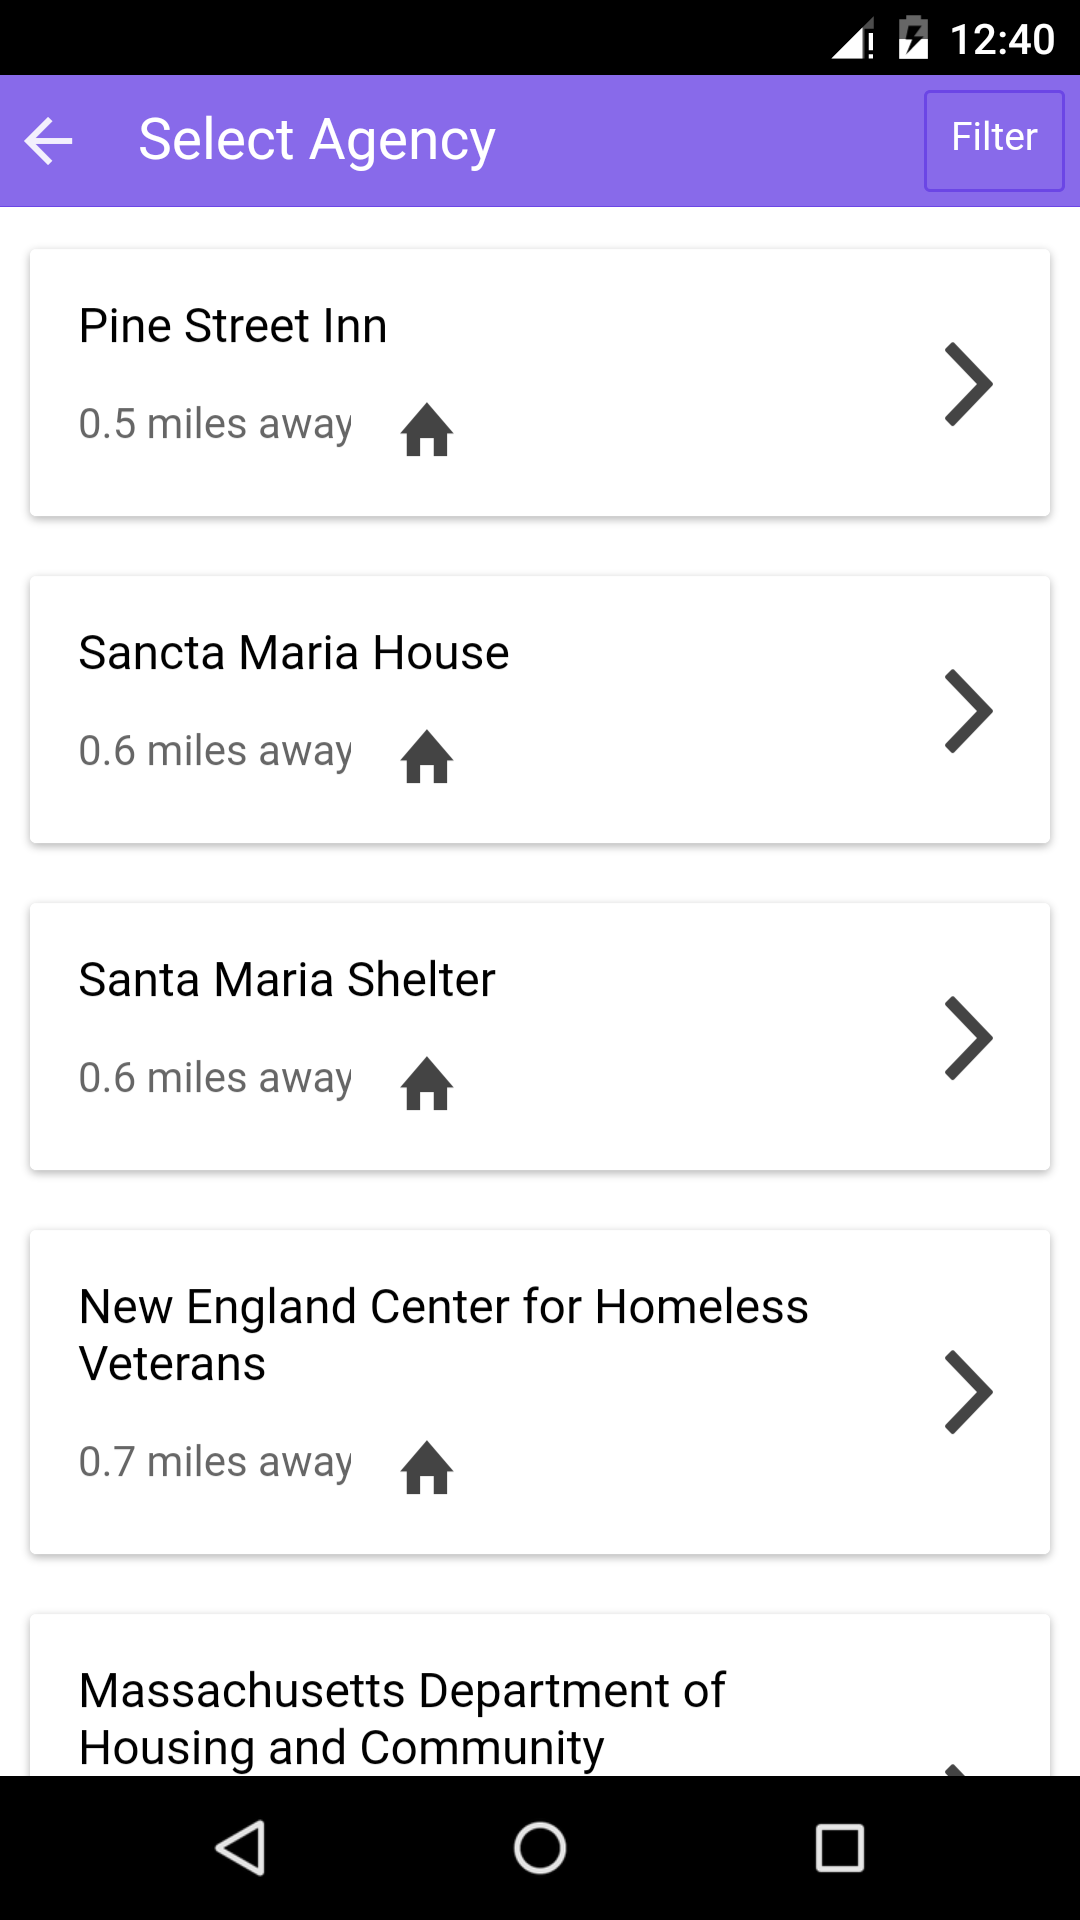 12:40
Select Agency
Filter
Pine Street Inn
0.5 miles away
Sancta Maria House
0.6 miles away
Santa Maria Shelter
0.6 miles away
New England Center for Homeless
Veterans
0.7 miles away
Massachusetts Department of
Housing and Community